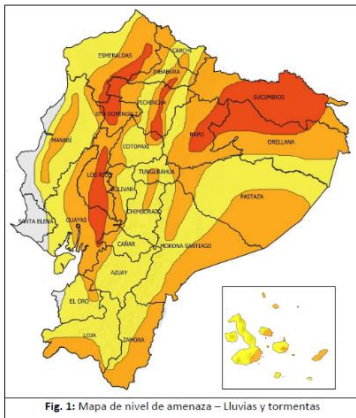 ESMERALDAS
CARCHI
IMBABURA
SUCUMBIOS
PICHINCHA
STO DOMINGO
NAPO
ORELLANA
MANABI
COTOPAXI
LOS RIOS
TUNGURAHUA
BOLIVAR
PASTAZA
SANTA ELENA
GUAYAS
CHIMBORAZO
MORONA SANTIAGO
CAÑAR
AZUAY
EL ORO
LOJA
ZAMORA
Fig. 1: Mapa de nivel de amenaza – Lluvias y tormentas